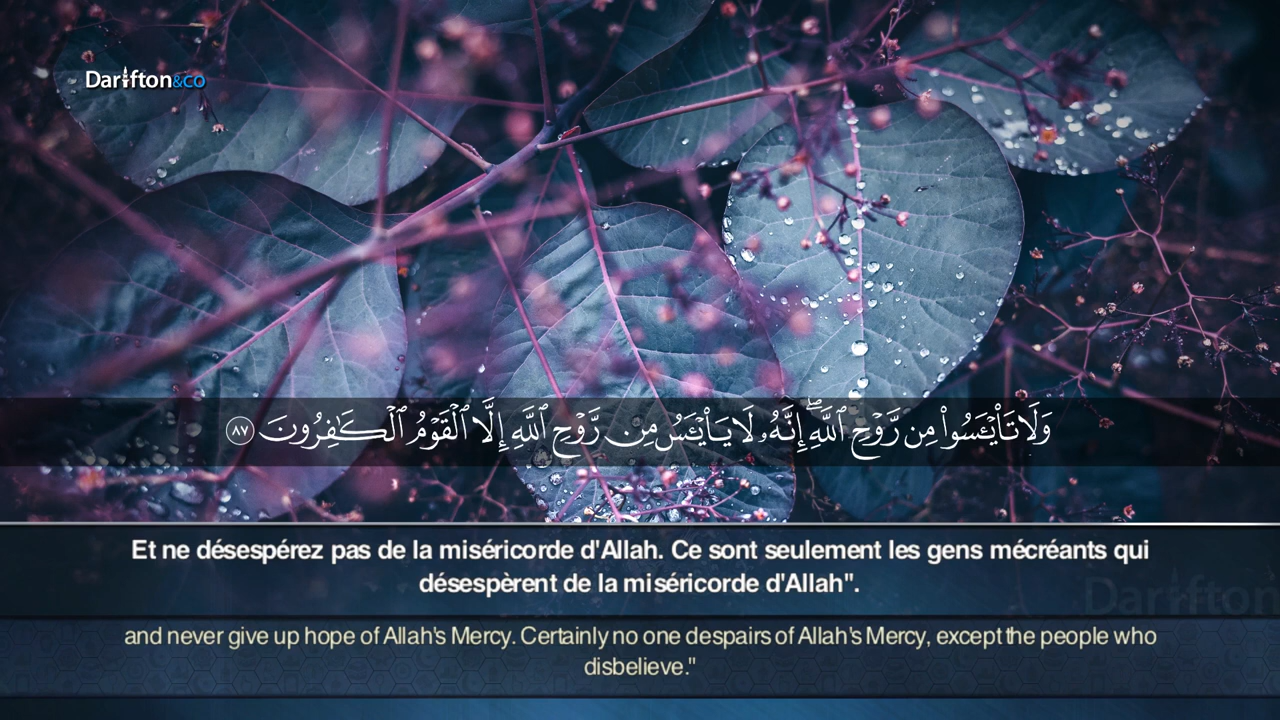 Darifton&co
وَلَا تَا۟يْـَٔسُوا۟ مِن رَّوْحِ ٱللَّهِ ۖ إِنَّهُۥ لَا يَا۟يْـَٔسُ مِن رَّوْحِ ٱللَّهِ إِلَّا ٱلْقَوْمُ ٱلْكَـٰفِرُونَ ٨٧
Et ne désespérez pas de la miséricorde d'Allah. Ce sont seulement les gens mécréants qui
désespèrent de la miséricorde d'Allah".
Darifton
and never give up hope of Allah's Mercy. Certainly no one despairs of Allah's Mercy, except the people who
disbelieve."